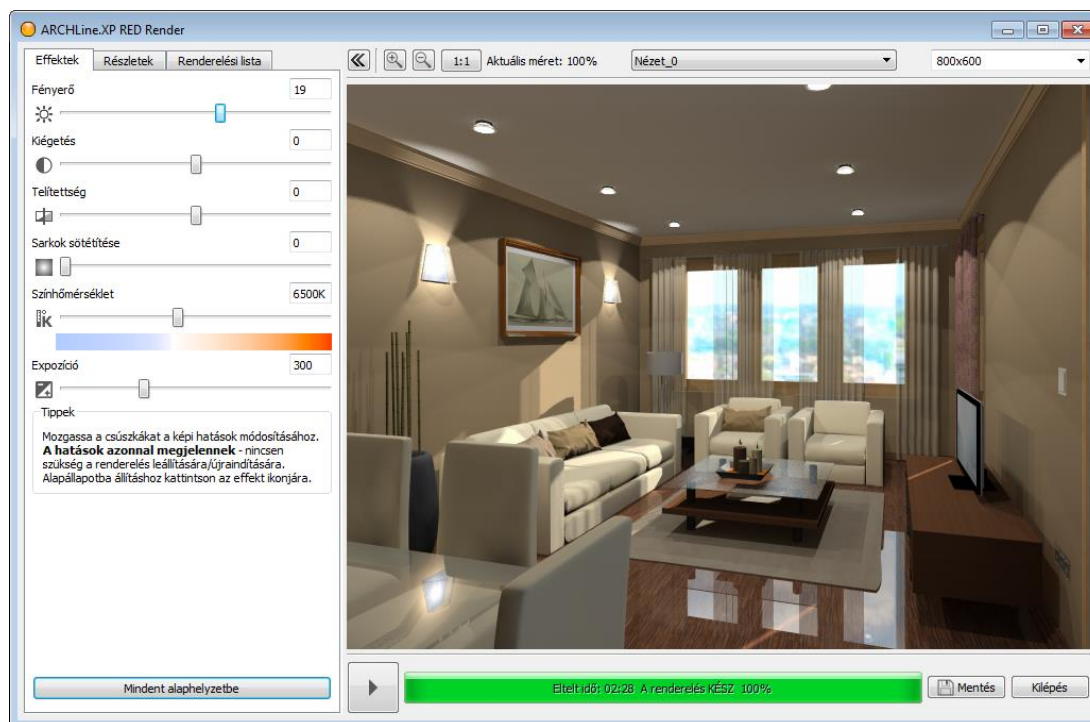 ARCHLine.XP RED Render
Effektek
Részletek
Renderelési lista
1:1
Aktuális méret: 100%
Nézet_0
800x600
Fényerő
19
Kiégetés
0
Telítettség
0
Sarkok sötétítése
0
Színhőmérséklet
6500K
K
Expozíció
300
Tippek
Mozgassa a csúszkákat a képi hatások módosításához.
A hatások azonnal megjelennek - nincsen
szükség a renderelés leállítására/újraindítására.
Alapállapotba állításhoz kattintson az effekt ikonjára.
Mindent alaphelyzetbe
Eltelt idő: 02:28 A renderelés KÉSZ 100%
Mentés
Kilépés